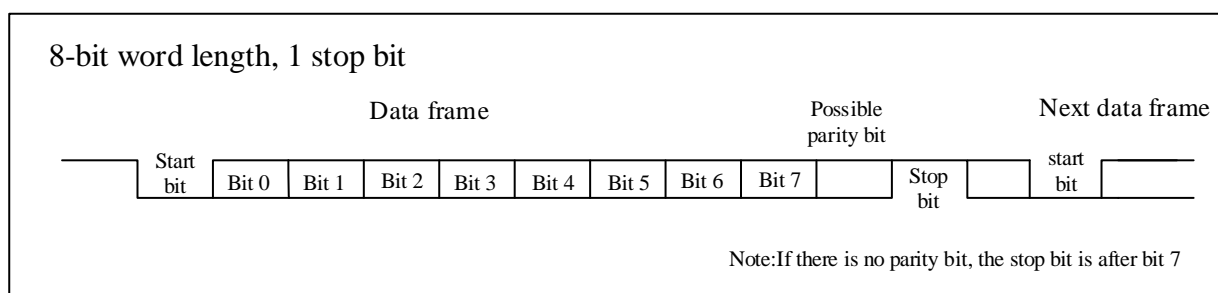 8-bit word length, 1 stop bit
Data frame
Possible
parity bit
Next data frame
Start
bit
Bit 0
Bit 1
Bit 2
Bit 3
Bit 4
Bit 5
Bit 6
Bit 7
Stop
bit
start
bit
Note:If there is no parity bit, the stop bit is after bit 7